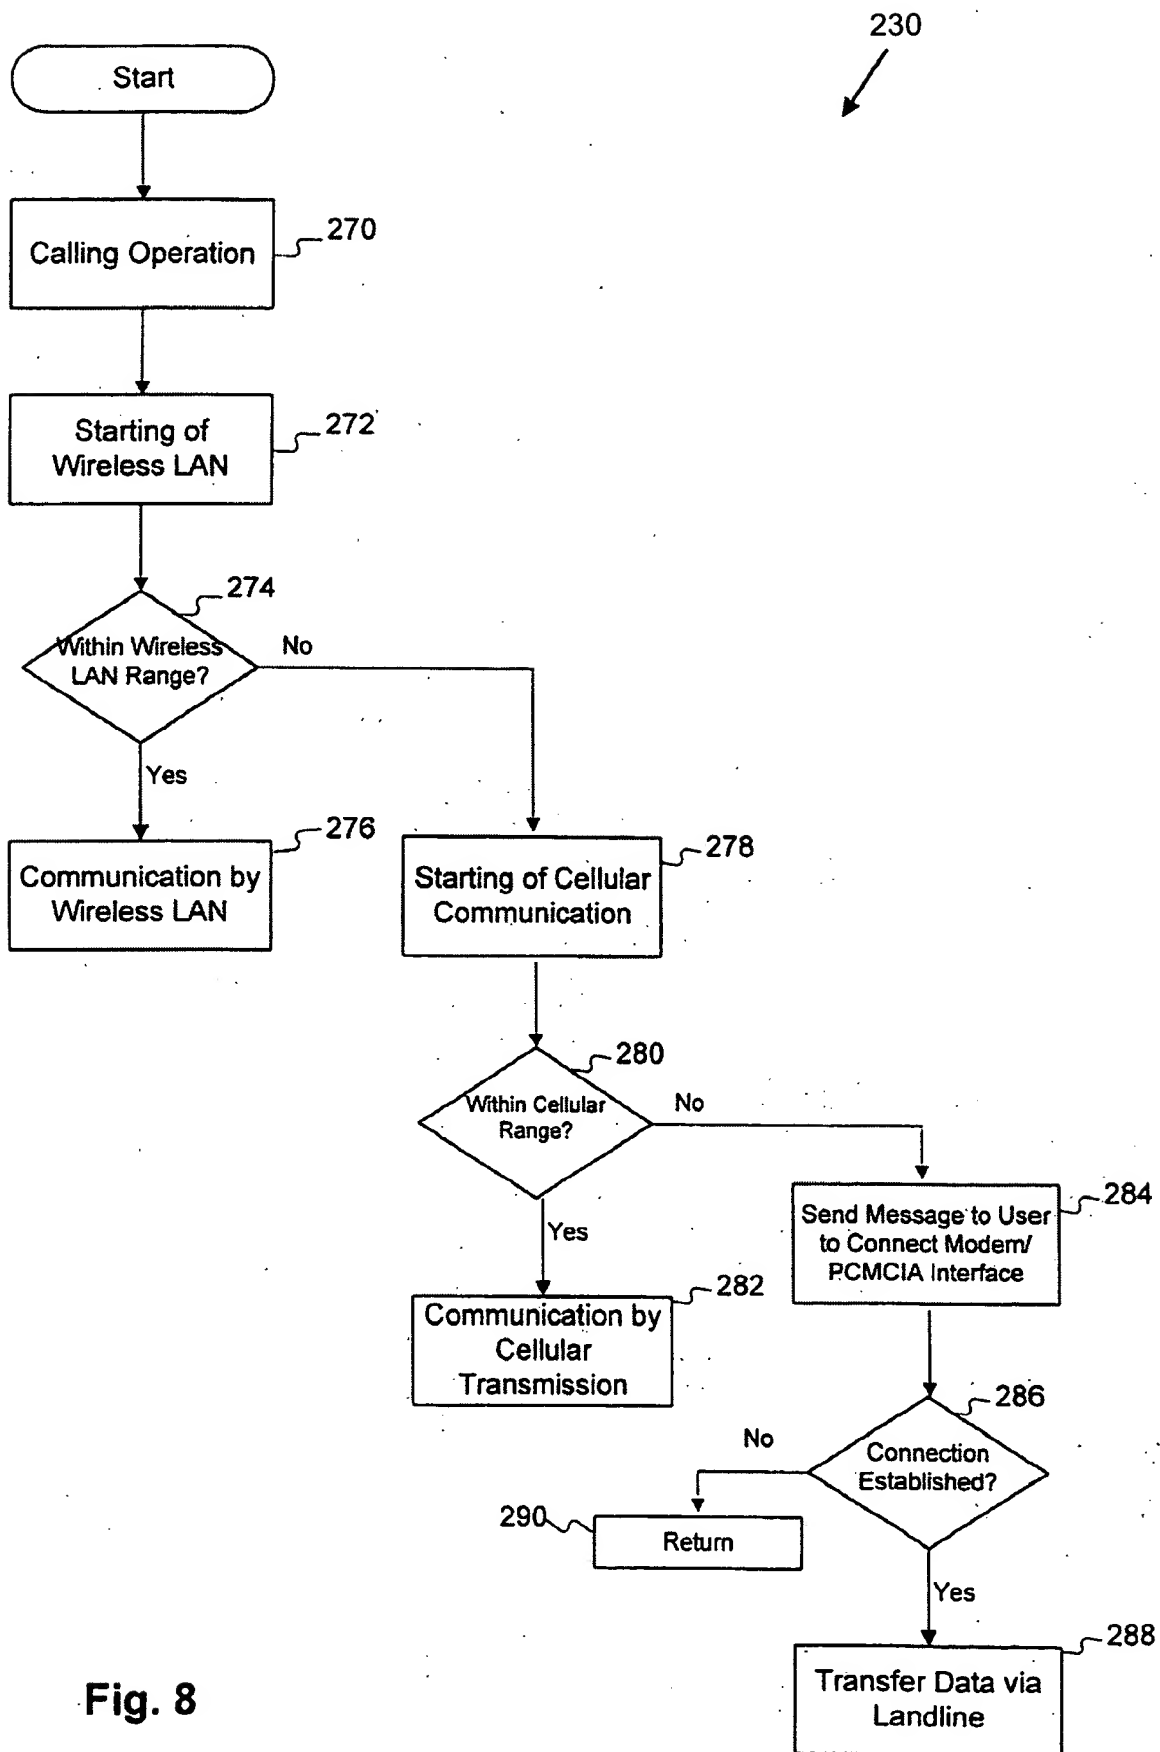 230
Start
Calling Operation
270
Starting of
Wireless LAN
272
274
Within Wireless
LAN Range?
No
Yes
276
Communication by
Wireless LAN
278
Starting of Cellular
Communication
280
Within Cellular
Range?
No
Yes
284
Send Message to User
to Connect Modem/
PCMCIA Interface
282
Communication by
Cellular
Transmission
286
No
Connection
Established?
290
Return
Yes
288
Transfer Data via
Landline
Fig. 8